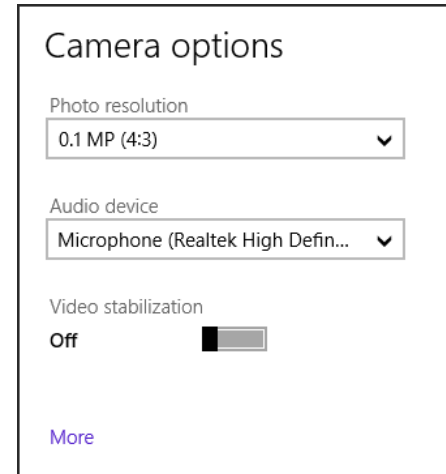 Camera options
Photo resolution
0.1 MP (4:3)
Audio device
Microphone (Realtek High Defin...
Video stabilization
Off
More